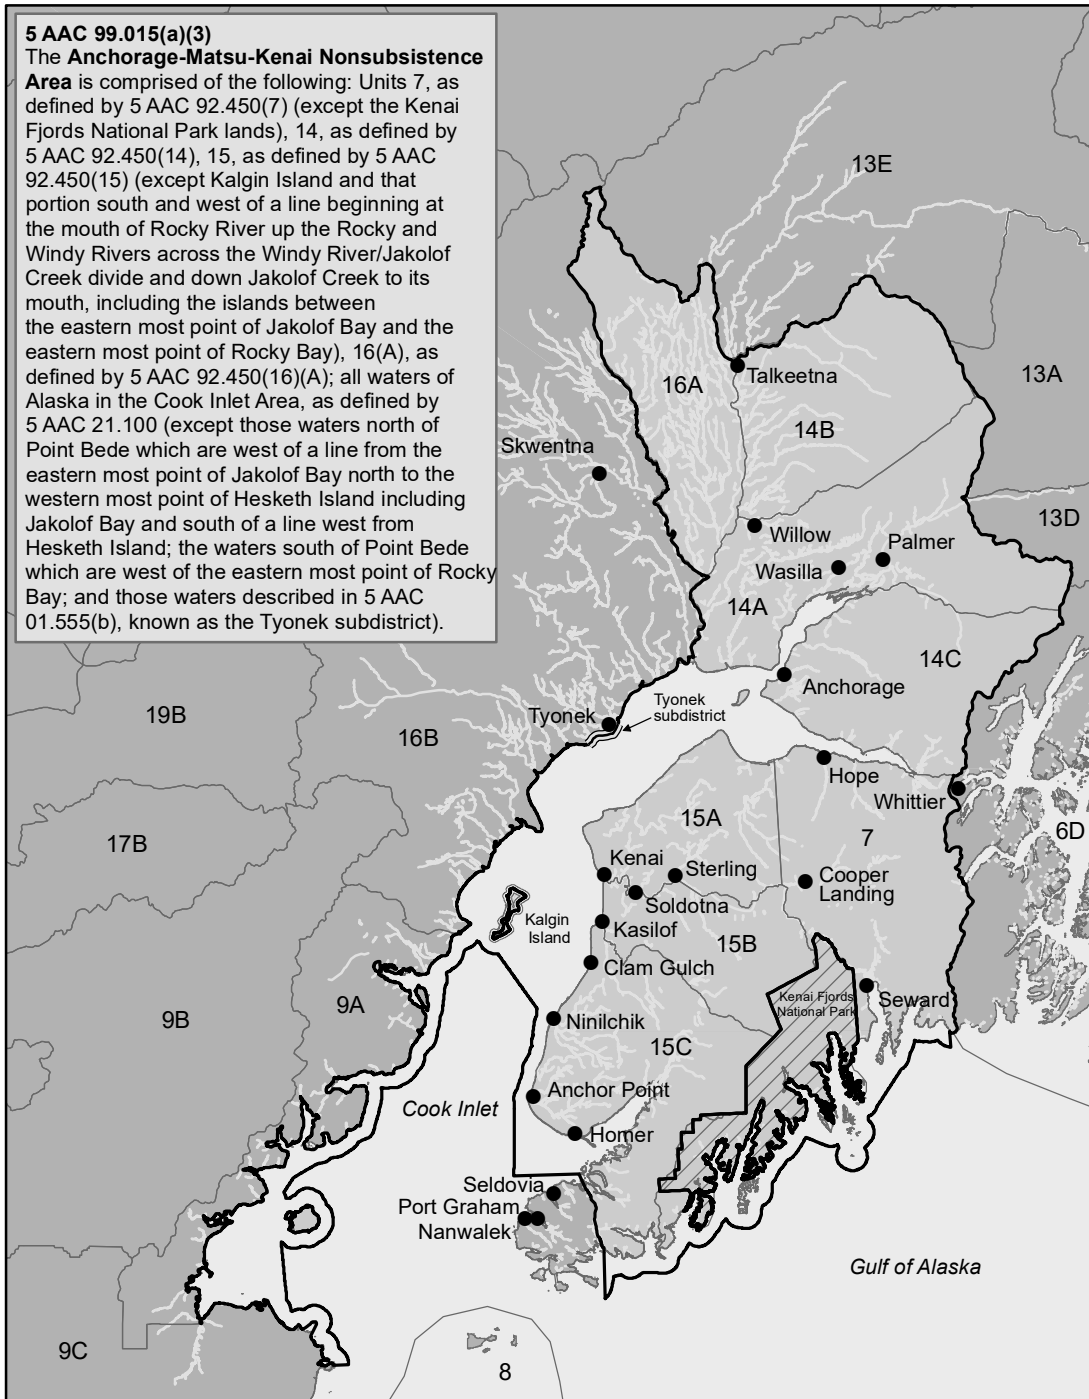 5 AAC 99.015(a)(3)
The Anchorage-Matsu-Kenai Nonsubsistence
Area is comprised of the following: Units 7, as
defined by 5 AAC 92.450(7) (except the Kenai
Fjords National Park lands), 14, as defined by
5 AAC 92.450(14), 15, as defined by 5 AAC
92.450(15) (except Kalgin Island and that
portion south and west of a line beginning at
the mouth of Rocky River up the Rocky and
Windy Rivers across the Windy River/Jakolof
Creek divide and down Jakolof Creek to its
mouth, including the islands between
the eastern most point of Jakolof Bay and the
eastern most point of Rocky Bay), 16(A), as
defined by 5 AAC 92.450(16)(A); all waters of
Alaska in the Cook Inlet Area, as defined by
5 AAC 21.100 (except those waters north of
Point Bede which are west of a line from the
eastern most point of Jakolof Bay north to the
western most point of Hesketh Island including
Jakolof Bay and south of a line west from
Hesketh Island; the waters south of Point Bede
which are west of the eastern most point of Rocky
Bay; and those waters described in 5 AAC
01.555(b), known as the Tyonek subdistrict).
13E
16A
Talkeetna
13A
14B
Skwentna
13D
Willow
Palmer
Wasilla
14A
14C
Anchorage
Tyonek
subdistrict
Tyonek
19B
16B
Hope
Whittier
6D
17B
15A
7
Kenai
Sterling
Cooper
Landing
Soldotna
Kalgin
Island
Kasilof
15B
Clam Gulch
Kenai Fjords
National Park
Seward
9A
9B
Ninilchik
15C
Anchor Point
Cook Inlet
Homer
Seldovia
Port Graham
Nanwalek
Gulf of Alaska
9C
8